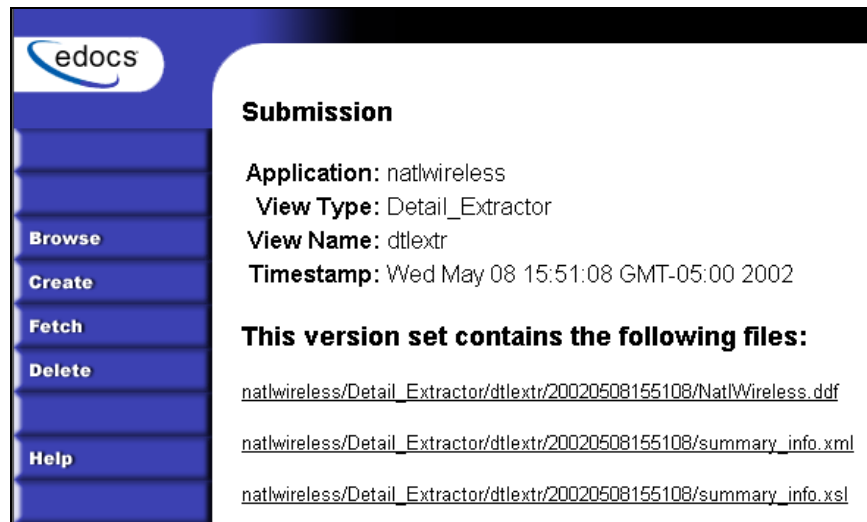 edocs
Browse
Create
Fetch
Delete
Help
Submission
Application: natlwireless
View Type: Detail_Extractor
View Name: dtlextr
Timestamp: Wed May 08 15:51:08 GMT-05:00 2002
This version set contains the following files:
natlwireless/Detail_Extractor/dtlextr/20020508155108/NatlWireless.ddf
natlwireless/Detail_Extractor/dtlextr/20020508155108/summary_info.xml
natlwireless/Detail_Extractor/dtlextr/20020508155108/summary_info.xsl